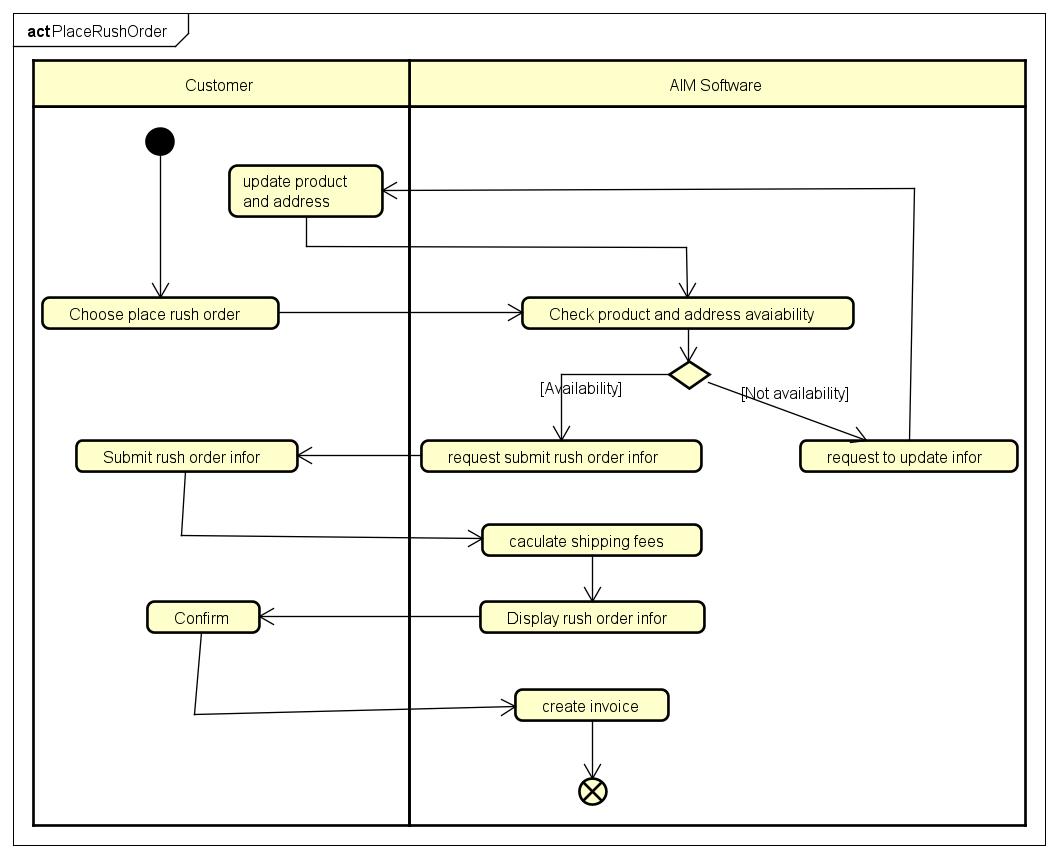 act PlaceRushOrder
Customer
AIM Software
update product
and address
Choose place rush order
Check product and address avaiability
[Availability]
[Not availability]
Submit rush order infor
request submit rush order infor
request to update infor
caculate shipping fees
Confirm
Display rush order infor
create invoice